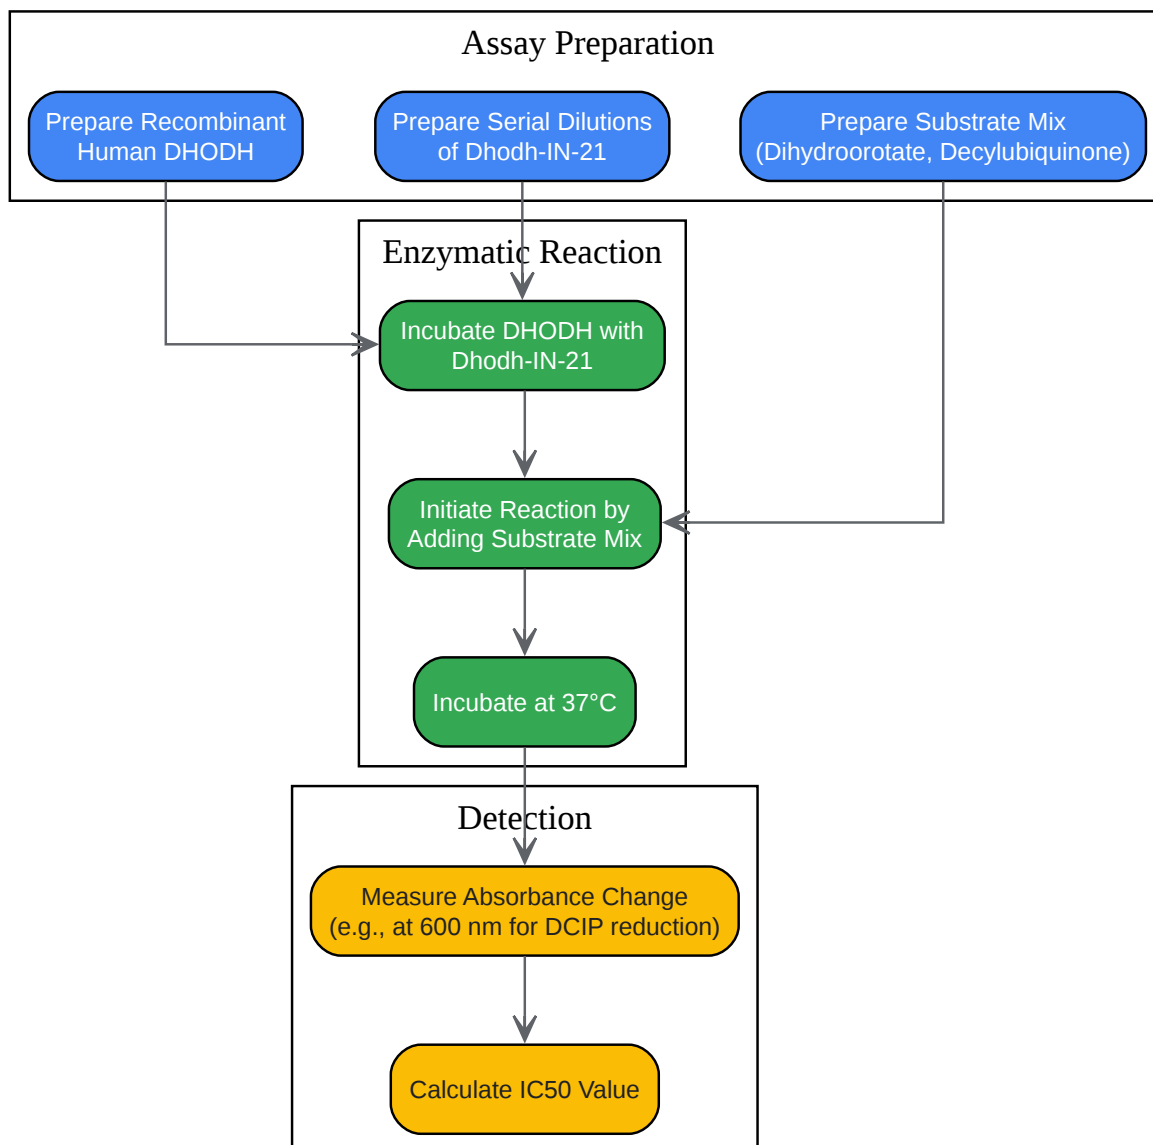 Assay Preparation
Prepare Recombinant
Human DHODH
Prepare Serial Dilutions
of Dhodh-IN-21
Prepare Substrate Mix
(Dihydroorotate, Decylubiquinone)
Enzymatic Reaction
Incubate DHODH with
Dhodh-IN-21
Initiate Reaction by
Adding Substrate Mix
Incubate at 37°C
Detection
Measure Absorbance Change
(e.g., at 600 nm for DCIP reduction)
Calculate IC50 Value